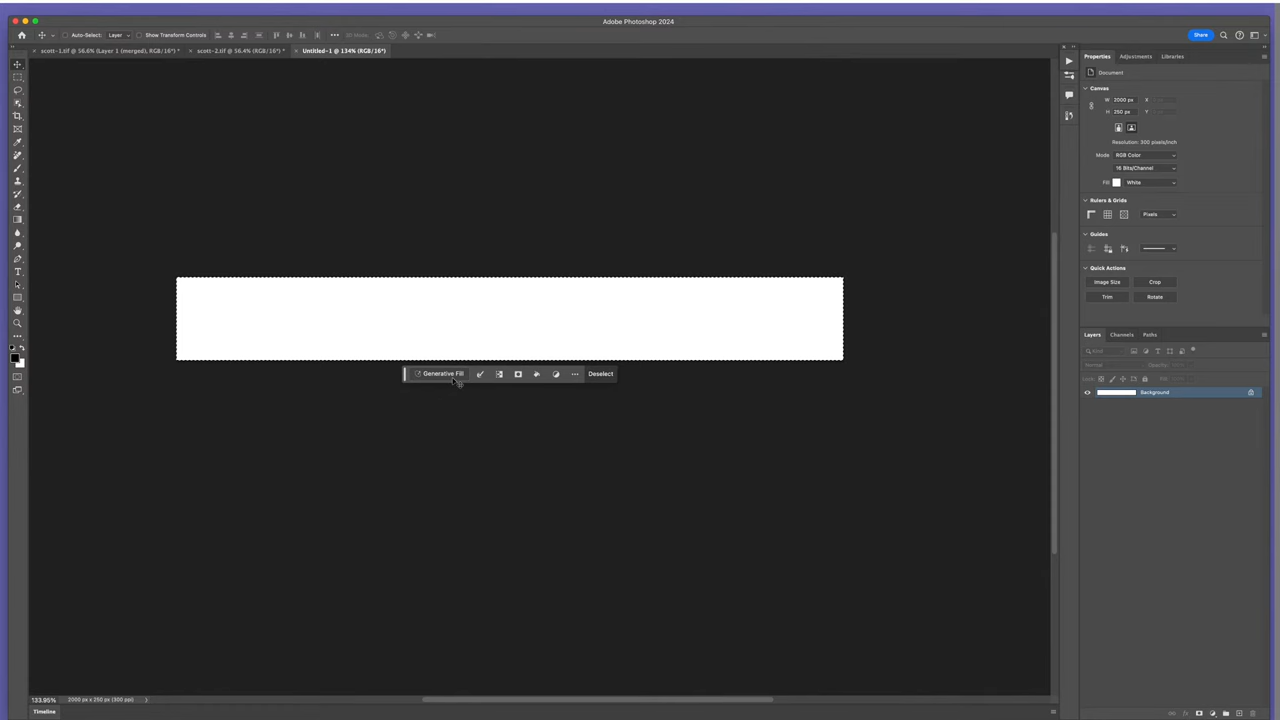 Adobe Photoshop 2024
Auto-Select: Layer Show Transform Controls ••• 3D Mode: Share
× scott-1.tif @ 56.6% (Layer 1 (merged), RGB/16*) * × scott-2.tif @ 56.4% (RGB/16*) * × Untitled-1 @ 134% (RGB/16*)
Properties Adjustments Libraries
Document
Canvas
W 2000 px X
H 250 px Y
Resolution: 300 pixels/inch
Mode RGB Color
16 Bits/Channel
Fill White
Rulers & Grids
Pixels
Guides
Quick Actions
Image Size Crop
Trim Rotate
Layers Channels Paths
Kind
Normal Opacity:
Lock: Fill:
Background
Generative Fill ••• Deselect
133.95% 2000 px x 250 px (300 ppi)
Timeline